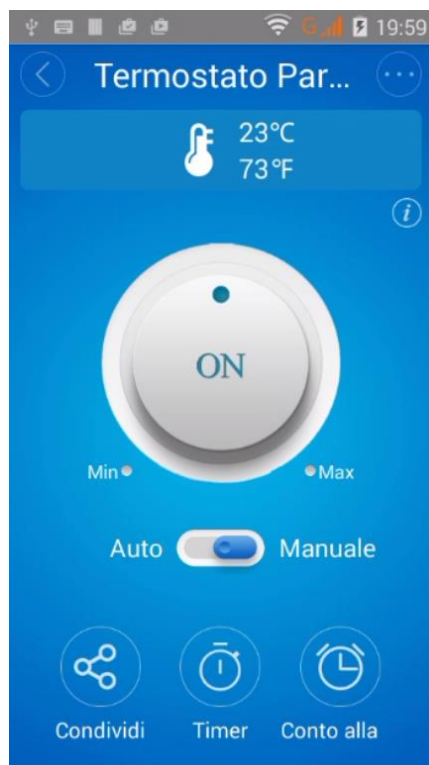 G 19:59
Termostato Par...
23°C
73°F
i
ON
Min Max
Auto Manuale
Condividi Timer Conto alla